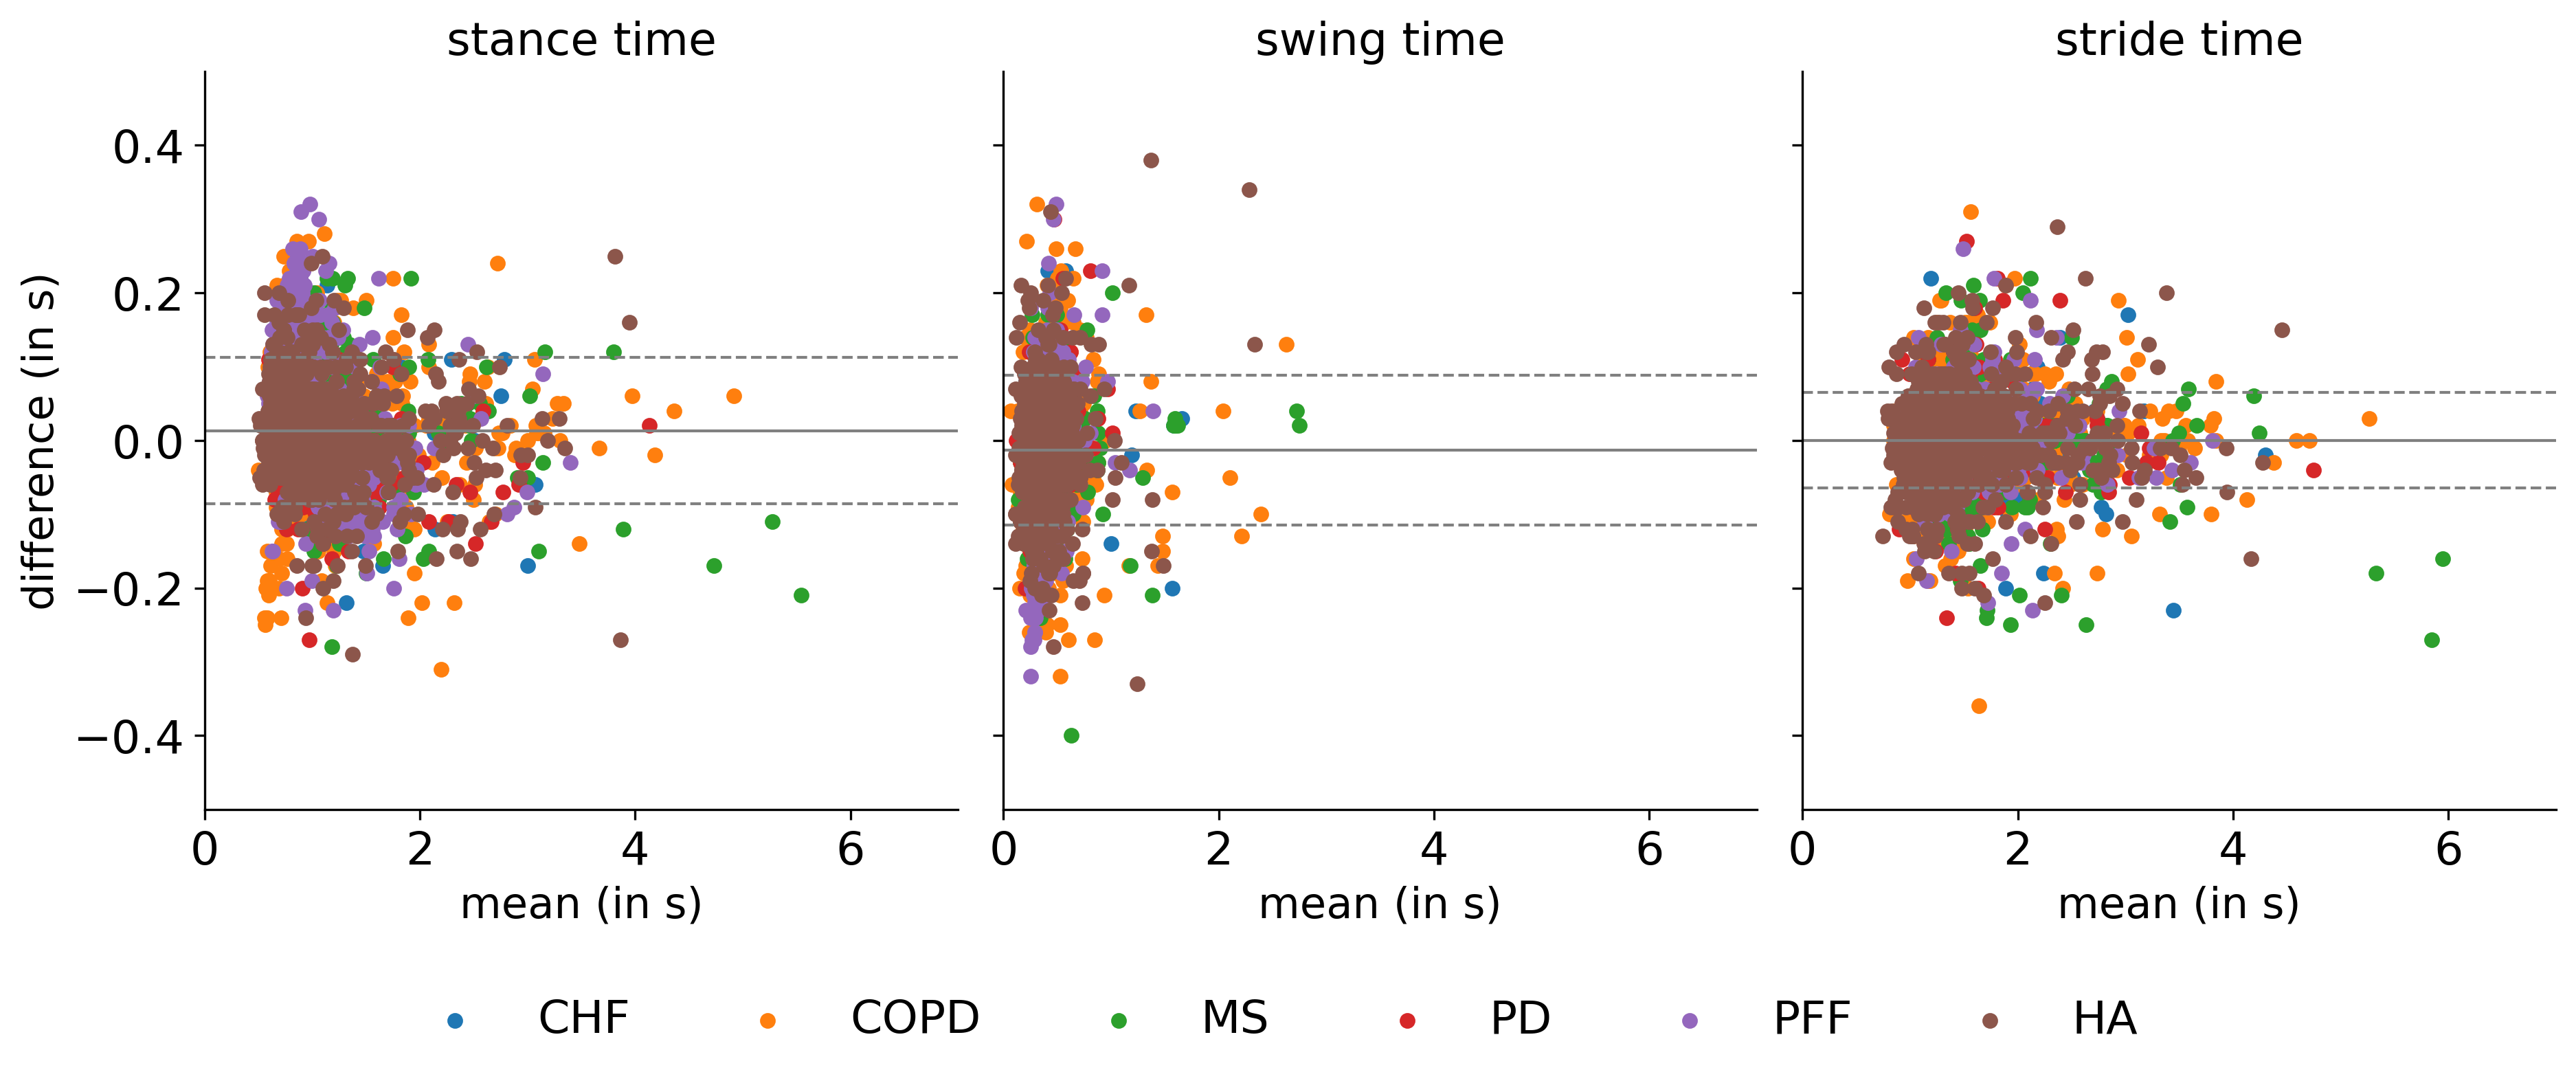 stance time swing time stride time
0.4
0.2
0.0
−0.2
−0.4
difference (in s)
0 2 4 6 0 2 4 6 0 2 4 6
mean (in s) mean (in s) mean (in s)
CHF COPD MS PD PFF HA